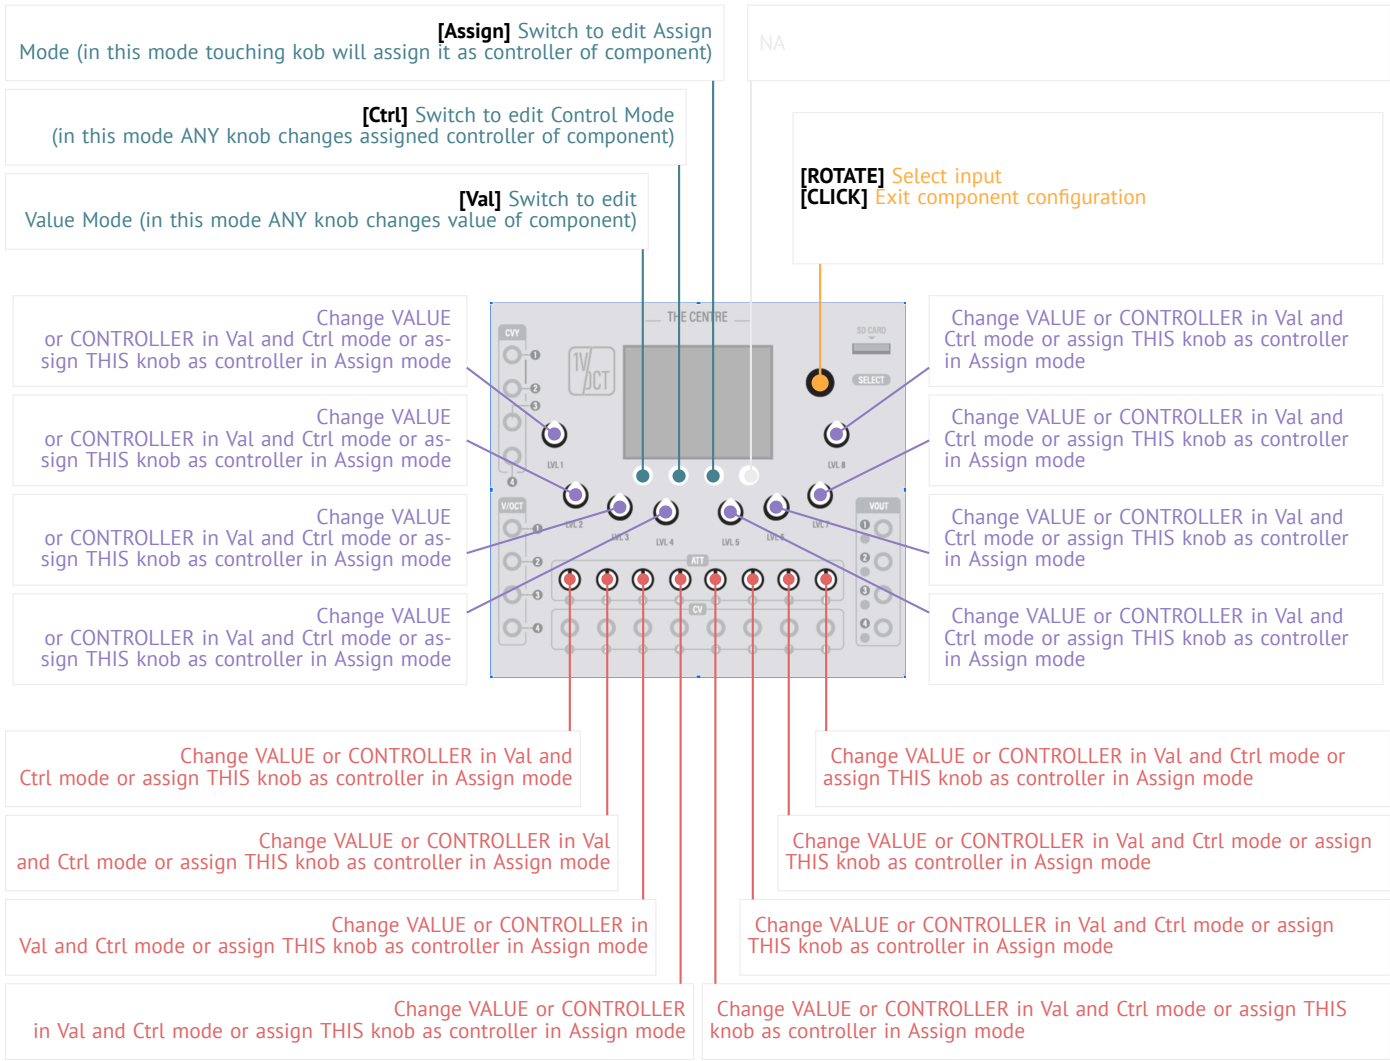 [Assign] Switch to edit Assign
Mode (in this mode touching kob will assign it as controller of component)
NA
[Ctrl] Switch to edit Control Mode
(in this mode ANY knob changes assigned controller of component)
[ROTATE] Select input
[CLICK] Exit component configuration
[Val] Switch to edit
Value Mode (in this mode ANY knob changes value of component)
Change VALUE
or CONTROLLER in Val and Ctrl mode or as-
sign THIS knob as controller in Assign mode
Change VALUE
or CONTROLLER in Val and Ctrl mode or as-
sign THIS knob as controller in Assign mode
Change VALUE
or CONTROLLER in Val and Ctrl mode or as-
sign THIS knob as controller in Assign mode
Change VALUE
or CONTROLLER in Val and Ctrl mode or as-
sign THIS knob as controller in Assign mode
THE CENTRE
CVY
1V/OCT
SD CARD
SELECT
1
2
3
4
LVL 1
LVL 8
LVL 2
LVL 3
LVL 4
LVL 5
LVL 6
LVL 7
V/OCT
1
2
3
4
VOUT
1
2
3
4
ATT
CV
Change VALUE or CONTROLLER in Val and
Ctrl mode or assign THIS knob as controller
in Assign mode
Change VALUE or CONTROLLER in Val and
Ctrl mode or assign THIS knob as controller
in Assign mode
Change VALUE or CONTROLLER in Val and
Ctrl mode or assign THIS knob as controller
in Assign mode
Change VALUE or CONTROLLER in Val and
Ctrl mode or assign THIS knob as controller
in Assign mode
Change VALUE or CONTROLLER in Val and
Ctrl mode or assign THIS knob as controller in Assign mode
Change VALUE or CONTROLLER in Val and Ctrl mode or
assign THIS knob as controller in Assign mode
Change VALUE or CONTROLLER in Val
and Ctrl mode or assign THIS knob as controller in Assign mode
Change VALUE or CONTROLLER in Val and Ctrl mode or assign
THIS knob as controller in Assign mode
Change VALUE or CONTROLLER in
Val and Ctrl mode or assign THIS knob as controller in Assign mode
Change VALUE or CONTROLLER in Val and Ctrl mode or assign
THIS knob as controller in Assign mode
Change VALUE or CONTROLLER
in Val and Ctrl mode or assign THIS knob as controller in Assign mode
Change VALUE or CONTROLLER in Val and Ctrl mode or assign THIS
knob as controller in Assign mode